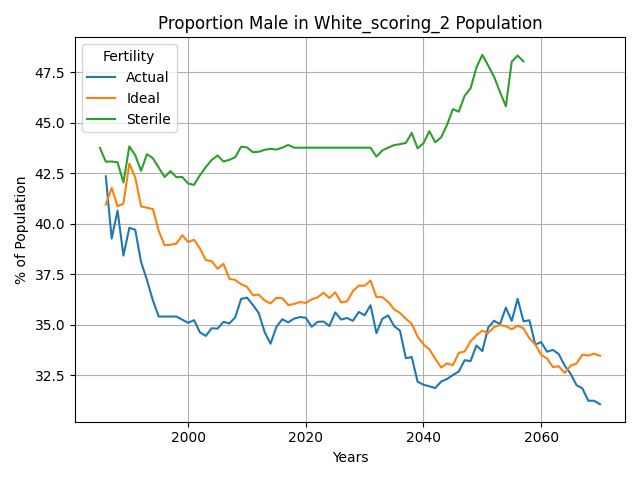 Proportion Male in White_scoring_2 Population
Fertility
Actual
Ideal
Sterile
% of Population
47.5
45.0
42.5
40.0
37.5
35.0
32.5
2000
2020
2040
2060
Years